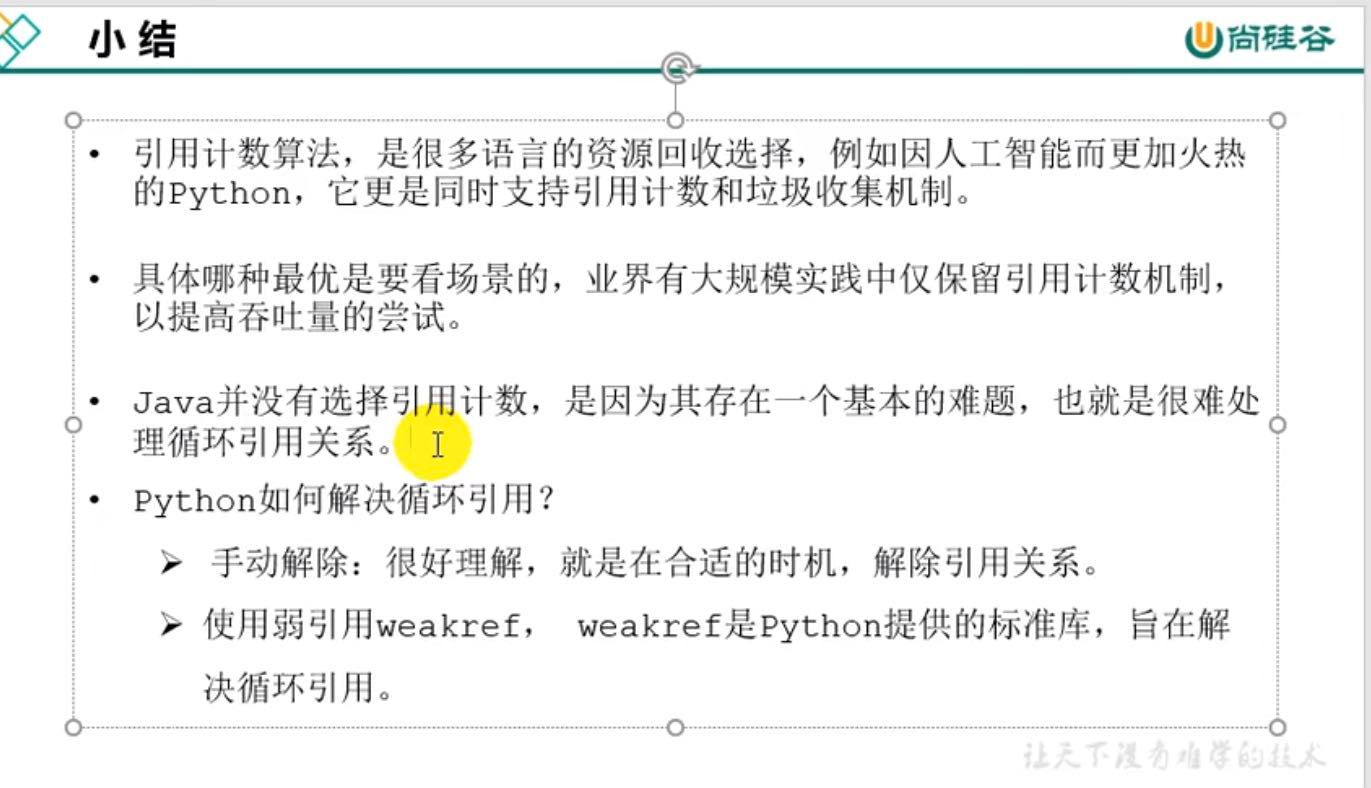 小结
尚硅谷
• 引用计数算法，是很多语言的资源回收选择，例如因人工智能而更加火热
的Python，它更是同时支持引用计数和垃圾收集机制。
• 具体哪种最优是要看场景的，业界有大规模实践中仅保留引用计数机制，
以提高吞吐量的尝试。
• Java并没有选择引用计数，是因为其存在一个基本的难题，也就是很难处
理循环引用关系。
• Python如何解决循环引用？
➢ 手动解除：很好理解，就是在合适的时机，解除引用关系。
➢ 使用弱引用weakref， weakref是Python提供的标准库，旨在解
决循环引用。
让天下没有难学的技术